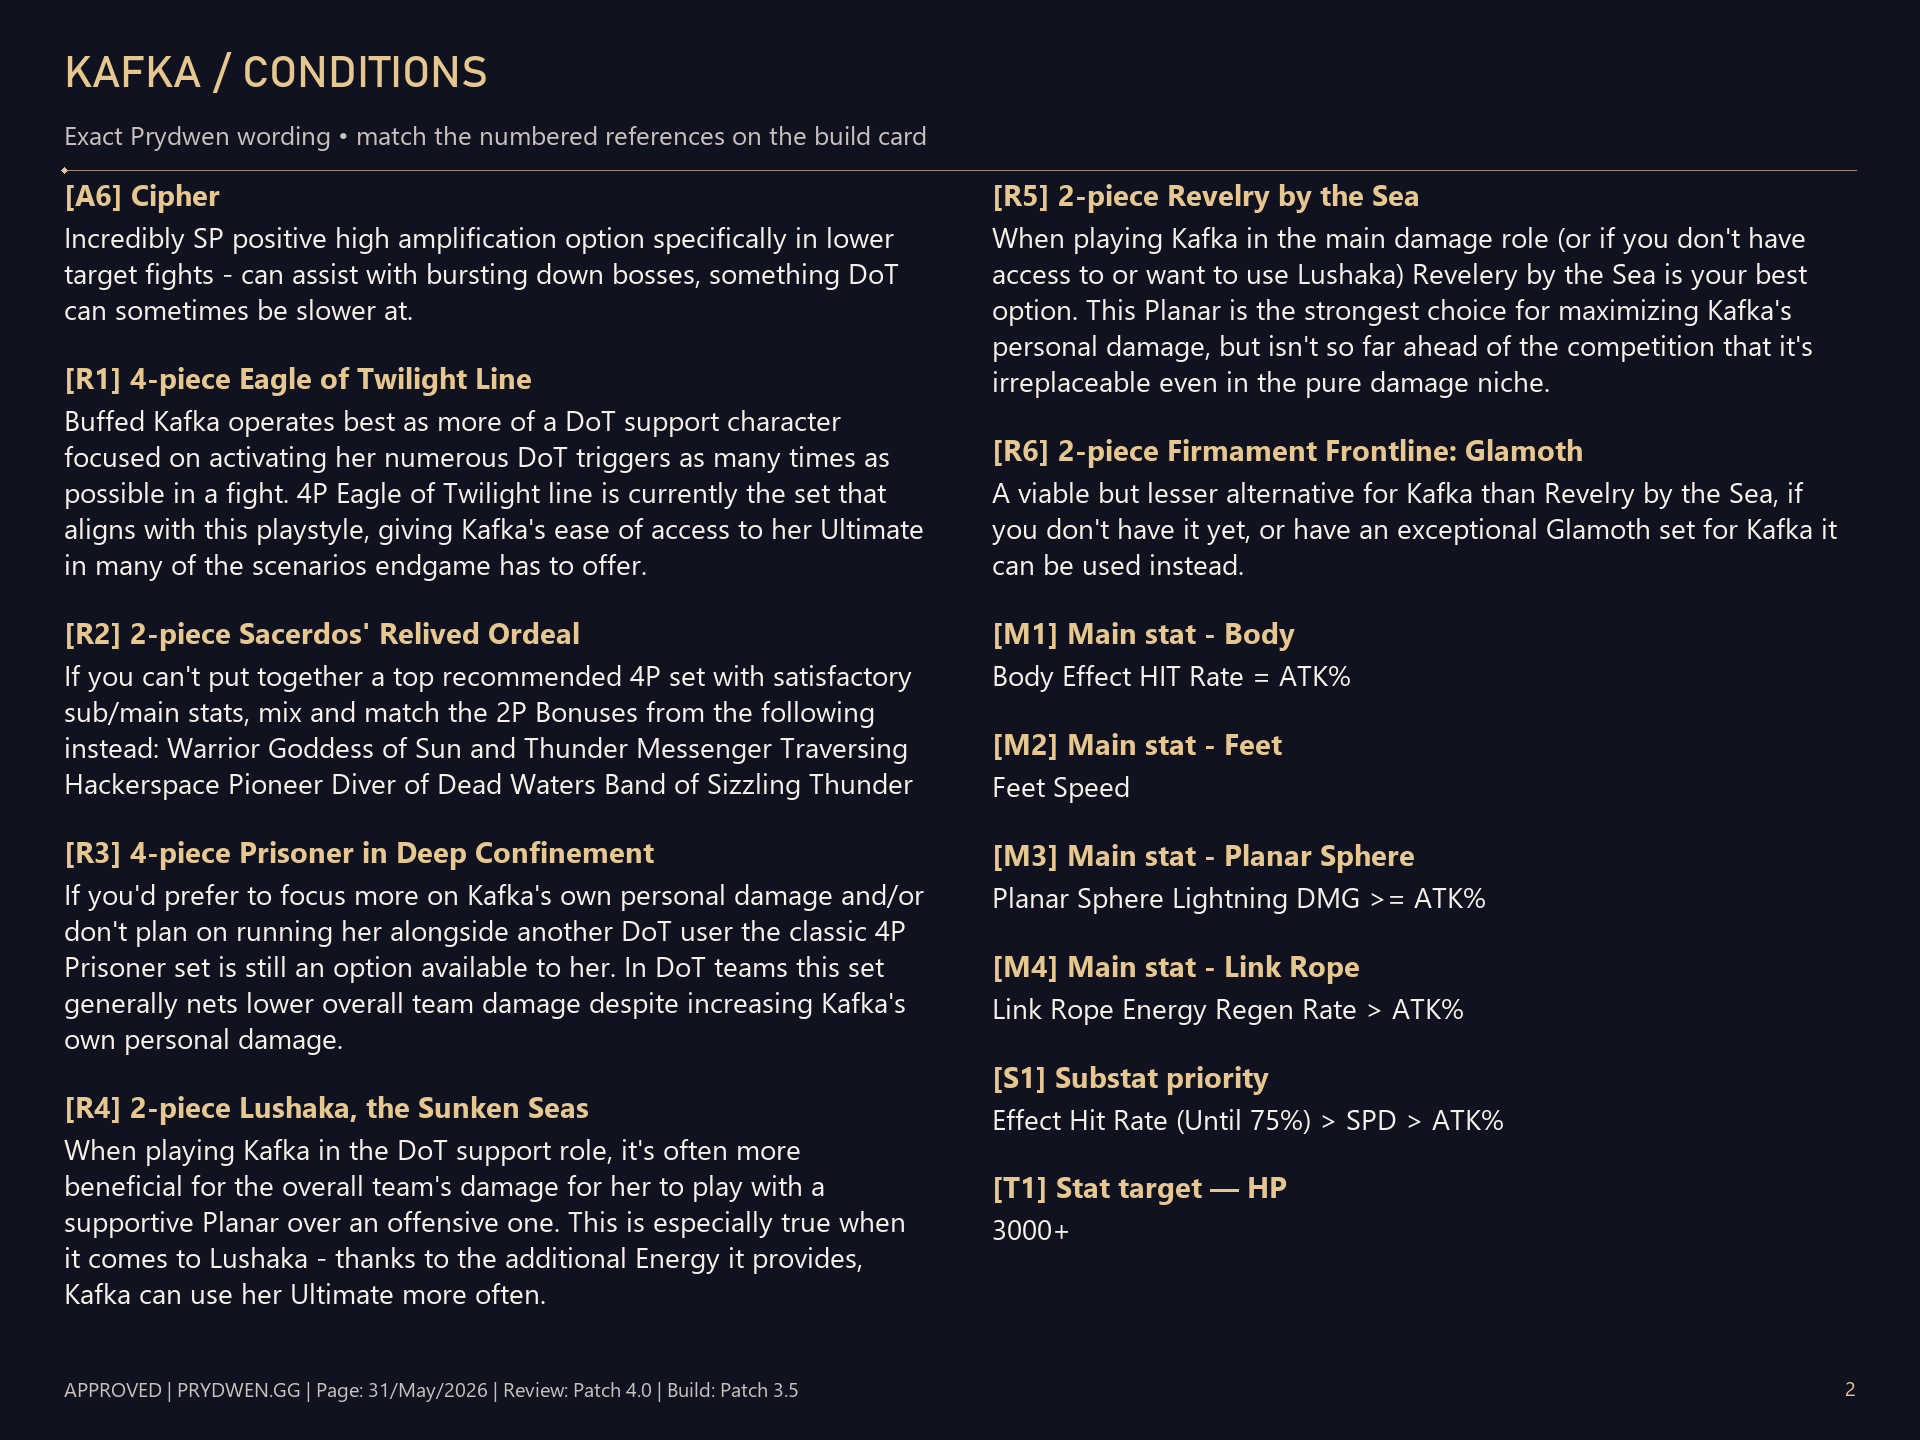 KAFKA / CONDITIONS
Exact Prydwen wording • match the numbered references on the build card
[A6] Cipher
Incredibly SP positive high amplification option specifically in lower
target fights - can assist with bursting down bosses, something DoT
can sometimes be slower at.
[R1] 4-piece Eagle of Twilight Line
Buffed Kafka operates best as more of a DoT support character
focused on activating her numerous DoT triggers as many times as
possible in a fight. 4P Eagle of Twilight line is currently the set that
aligns with this playstyle, giving Kafka's ease of access to her Ultimate
in many of the scenarios endgame has to offer.
[R2] 2-piece Sacerdos' Relived Ordeal
If you can't put together a top recommended 4P set with satisfactory
sub/main stats, mix and match the 2P Bonuses from the following
instead: Warrior Goddess of Sun and Thunder Messenger Traversing
Hackerspace Pioneer Diver of Dead Waters Band of Sizzling Thunder
[R3] 4-piece Prisoner in Deep Confinement
If you'd prefer to focus more on Kafka's own personal damage and/or
don't plan on running her alongside another DoT user the classic 4P
Prisoner set is still an option available to her. In DoT teams this set
generally nets lower overall team damage despite increasing Kafka's
own personal damage.
[R4] 2-piece Lushaka, the Sunken Seas
When playing Kafka in the DoT support role, it's often more
beneficial for the overall team's damage for her to play with a
supportive Planar over an offensive one. This is especially true when
it comes to Lushaka - thanks to the additional Energy it provides,
Kafka can use her Ultimate more often.
[R5] 2-piece Revelry by the Sea
When playing Kafka in the main damage role (or if you don't have
access to or want to use Lushaka) Revelery by the Sea is your best
option. This Planar is the strongest choice for maximizing Kafka's
personal damage, but isn't so far ahead of the competition that it's
irreplaceable even in the pure damage niche.
[R6] 2-piece Firmament Frontline: Glamoth
A viable but lesser alternative for Kafka than Revelry by the Sea, if
you don't have it yet, or have an exceptional Glamoth set for Kafka it
can be used instead.
[M1] Main stat - Body
Body Effect HIT Rate = ATK%
[M2] Main stat - Feet
Feet Speed
[M3] Main stat - Planar Sphere
Planar Sphere Lightning DMG >= ATK%
[M4] Main stat - Link Rope
Link Rope Energy Regen Rate > ATK%
[S1] Substat priority
Effect Hit Rate (Until 75%) > SPD > ATK%
[T1] Stat target — HP
3000+
APPROVED | PRYDWEN.GG | Page: 31/May/2026 | Review: Patch 4.0 | Build: Patch 3.5
2